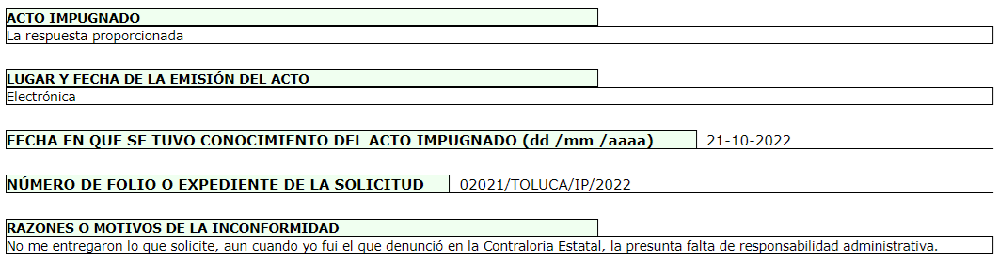 ACTO IMPUGNADO
La respuesta proporcionada
LUGAR Y FECHA DE LA EMISIÓN DEL ACTO
Electrónica
FECHA EN QUE SE TUVO CONOCIMIENTO DEL ACTO IMPUGNADO (dd /mm /aaaa) 21-10-2022
NÚMERO DE FOLIO O EXPEDIENTE DE LA SOLICITUD 02021/TOLUCA/IP/2022
RAZONES O MOTIVOS DE LA INCONFORMIDAD
No me entregaron lo que solicite, aun cuando yo fui el que denunció en la Contraloria Estatal, la presunta falta de responsabilidad administrativa.